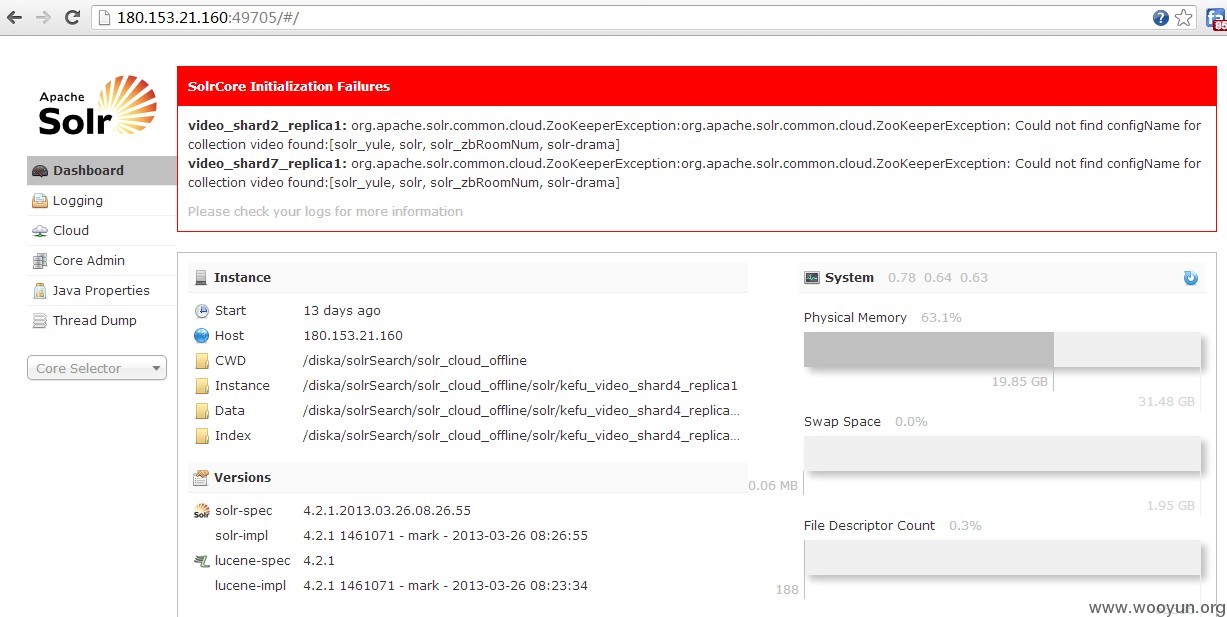 180.153.21.160:49705/#/
85
Apache
Solr
Dashboard
Logging
Cloud
Core Admin
Java Properties
Thread Dump
Core Selector
SolrCore Initialization Failures
video_shard2_replica1: org.apache.solr.common.cloud.ZooKeeperException:org.apache.solr.common.cloud.ZooKeeperException: Could not find configName for
collection video found:[solr_yule, solr, solr_zbRoomNum, solr-drama]
video_shard7_replica1: org.apache.solr.common.cloud.ZooKeeperException:org.apache.solr.common.cloud.ZooKeeperException: Could not find configName for
collection video found:[solr_yule, solr, solr_zbRoomNum, solr-drama]
Please check your logs for more information
Instance
Start 13 days ago
Host 180.153.21.160
CWD /diska/solrSearch/solr_cloud_offline
Instance /diska/solrSearch/solr_cloud_offline/solr/kefu_video_shard4_replica1
Data /diska/solrSearch/solr_cloud_offline/solr/kefu_video_shard4_replica...
Index /diska/solrSearch/solr_cloud_offline/solr/kefu_video_shard4_replica...
Versions
solr-spec 4.2.1.2013.03.26.08.26.55
solr-impl 4.2.1 1461071 - mark - 2013-03-26 08:26:55
lucene-spec 4.2.1
lucene-impl 4.2.1 1461071 - mark - 2013-03-26 08:23:34
System 0.78 0.64 0.63
Physical Memory 63.1%
19.85 GB
31.48 GB
Swap Space 0.0%
0.06 MB
1.95 GB
File Descriptor Count 0.3%
188
www.wooyun.org